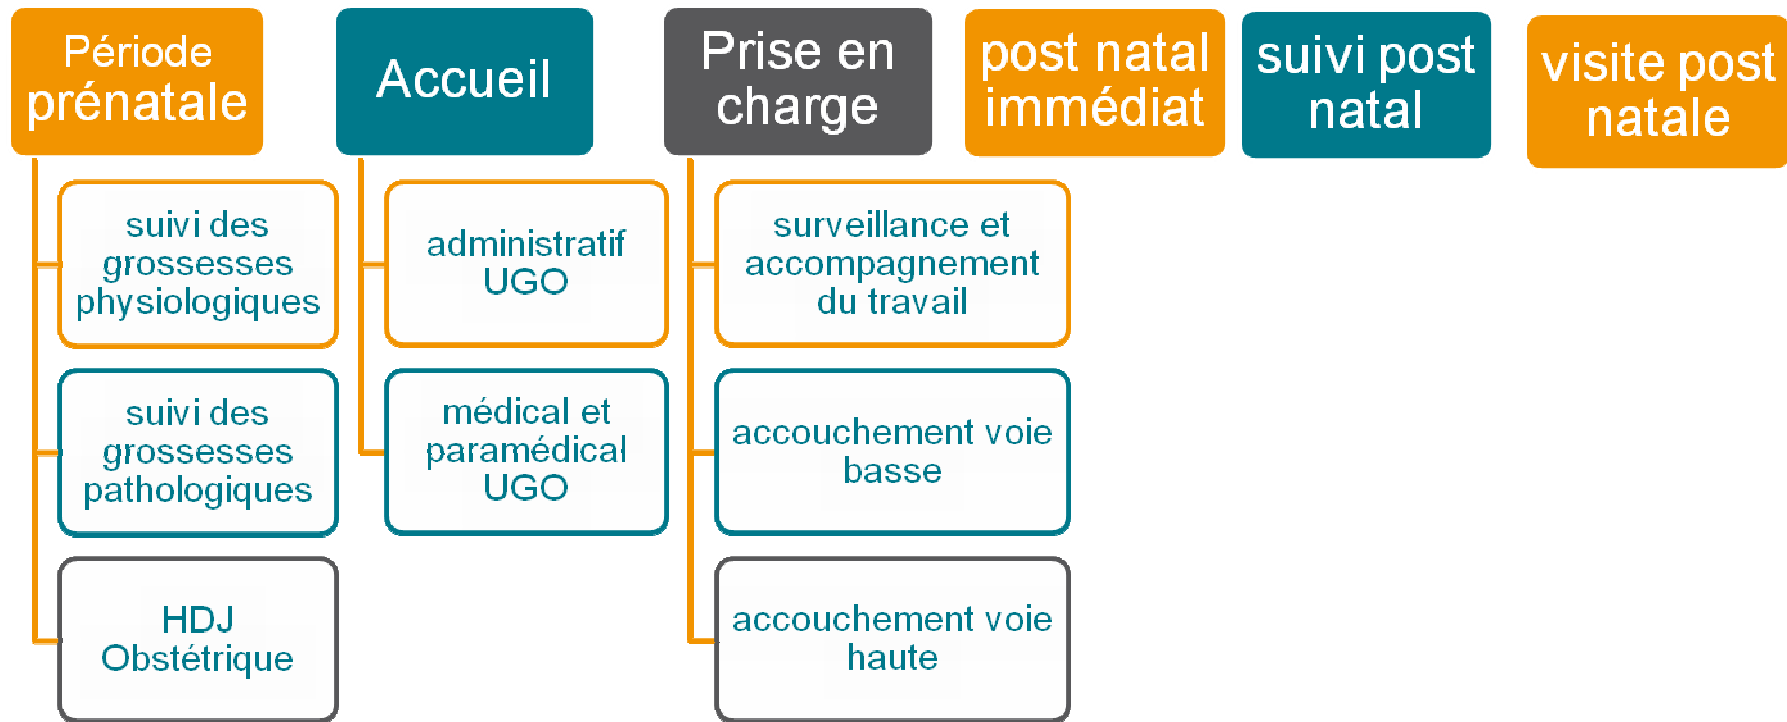 Période
prénatale
Accueil
Prise en
charge
post natal
immédiat
suivi post
natal
visite post
natale
suivi des
grossesses
physiologiques
suivi des
grossesses
pathologiques
HDJ
Obstétrique
administratif
UGO
médical et
paramédical
UGO
surveillance et
accompagnement
du travail
accouchement voie
basse
accouchement voie
haute